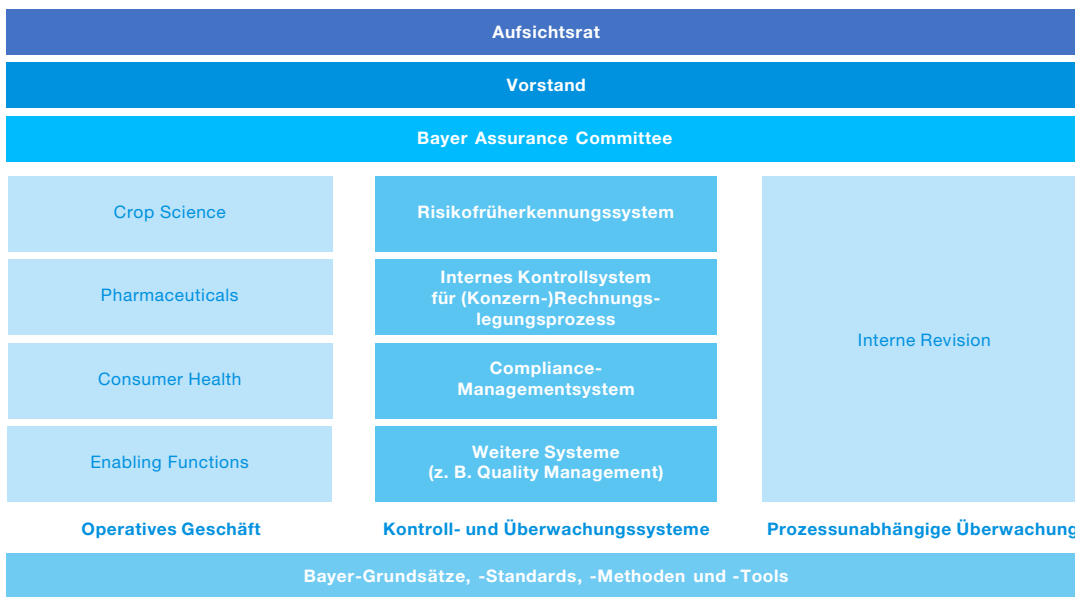 Aufsichtsrat
Vorstand
Bayer Assurance Committee
Crop Science
Pharmaceuticals
Consumer Health
Enabling Functions
Operatives Geschäft
Risikofrüherkennungssystem
Internes Kontrollsystem
für (Konzern-)Rechnungs-
legungsprozess
Compliance-
Managementsystem
Weitere Systeme
(z. B. Quality Management)
Kontroll- und Überwachungssysteme
Interne Revision
Prozessunabhängige Überwachung
Bayer-Grundsätze, -Standards, -Methoden und -Tools